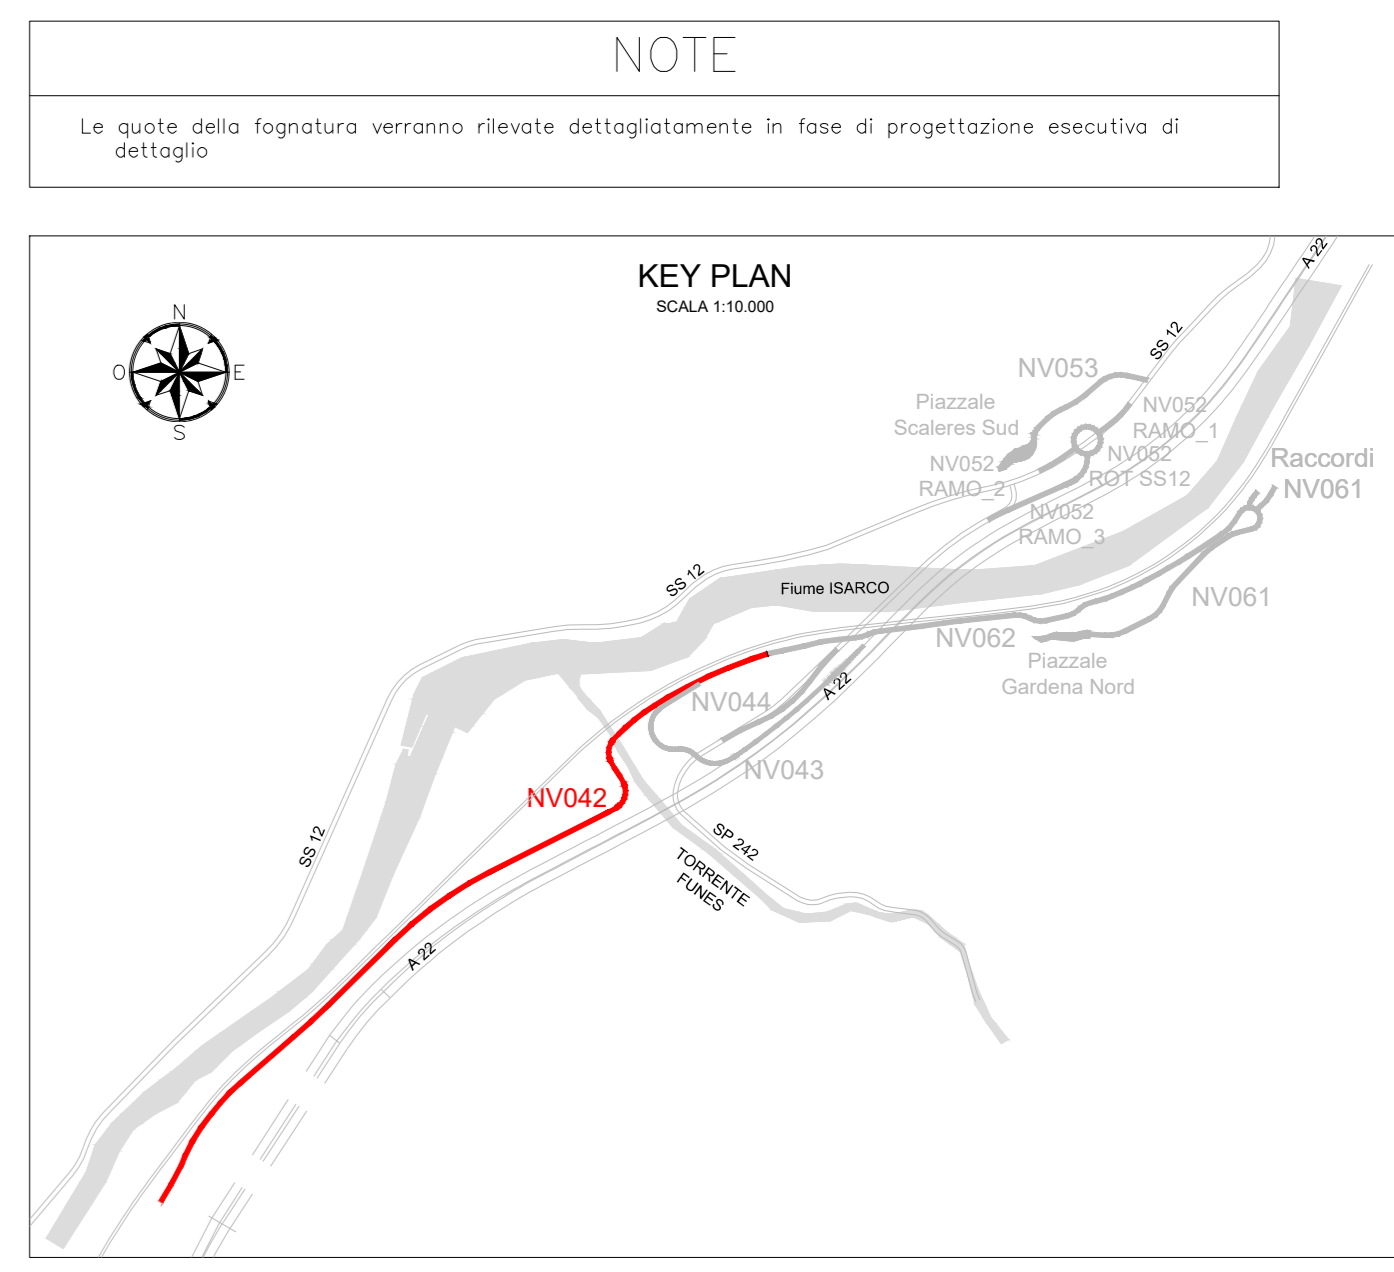 NOTE
Le quote della fognatura verranno rilevate dettagliatamente in fase di progettazione esecutiva di
dettaglio
KEY PLAN
SCALA 1:10.000
N
O
E
S
A 22
SS 12
NV053
Piazzale
Scaleres Sud
NV052
RAMO_1
NV052
RAMO_2
NV052
ROT SS12
Raccordi
NV061
NV052
RAMO_3
SS 12
Fiume ISARCO
NV061
NV062
Piazzale
Gardena Nord
NV044
A 22
NV043
NV042
SS 12
SP 242
TORRENTE
FUNES
A 22